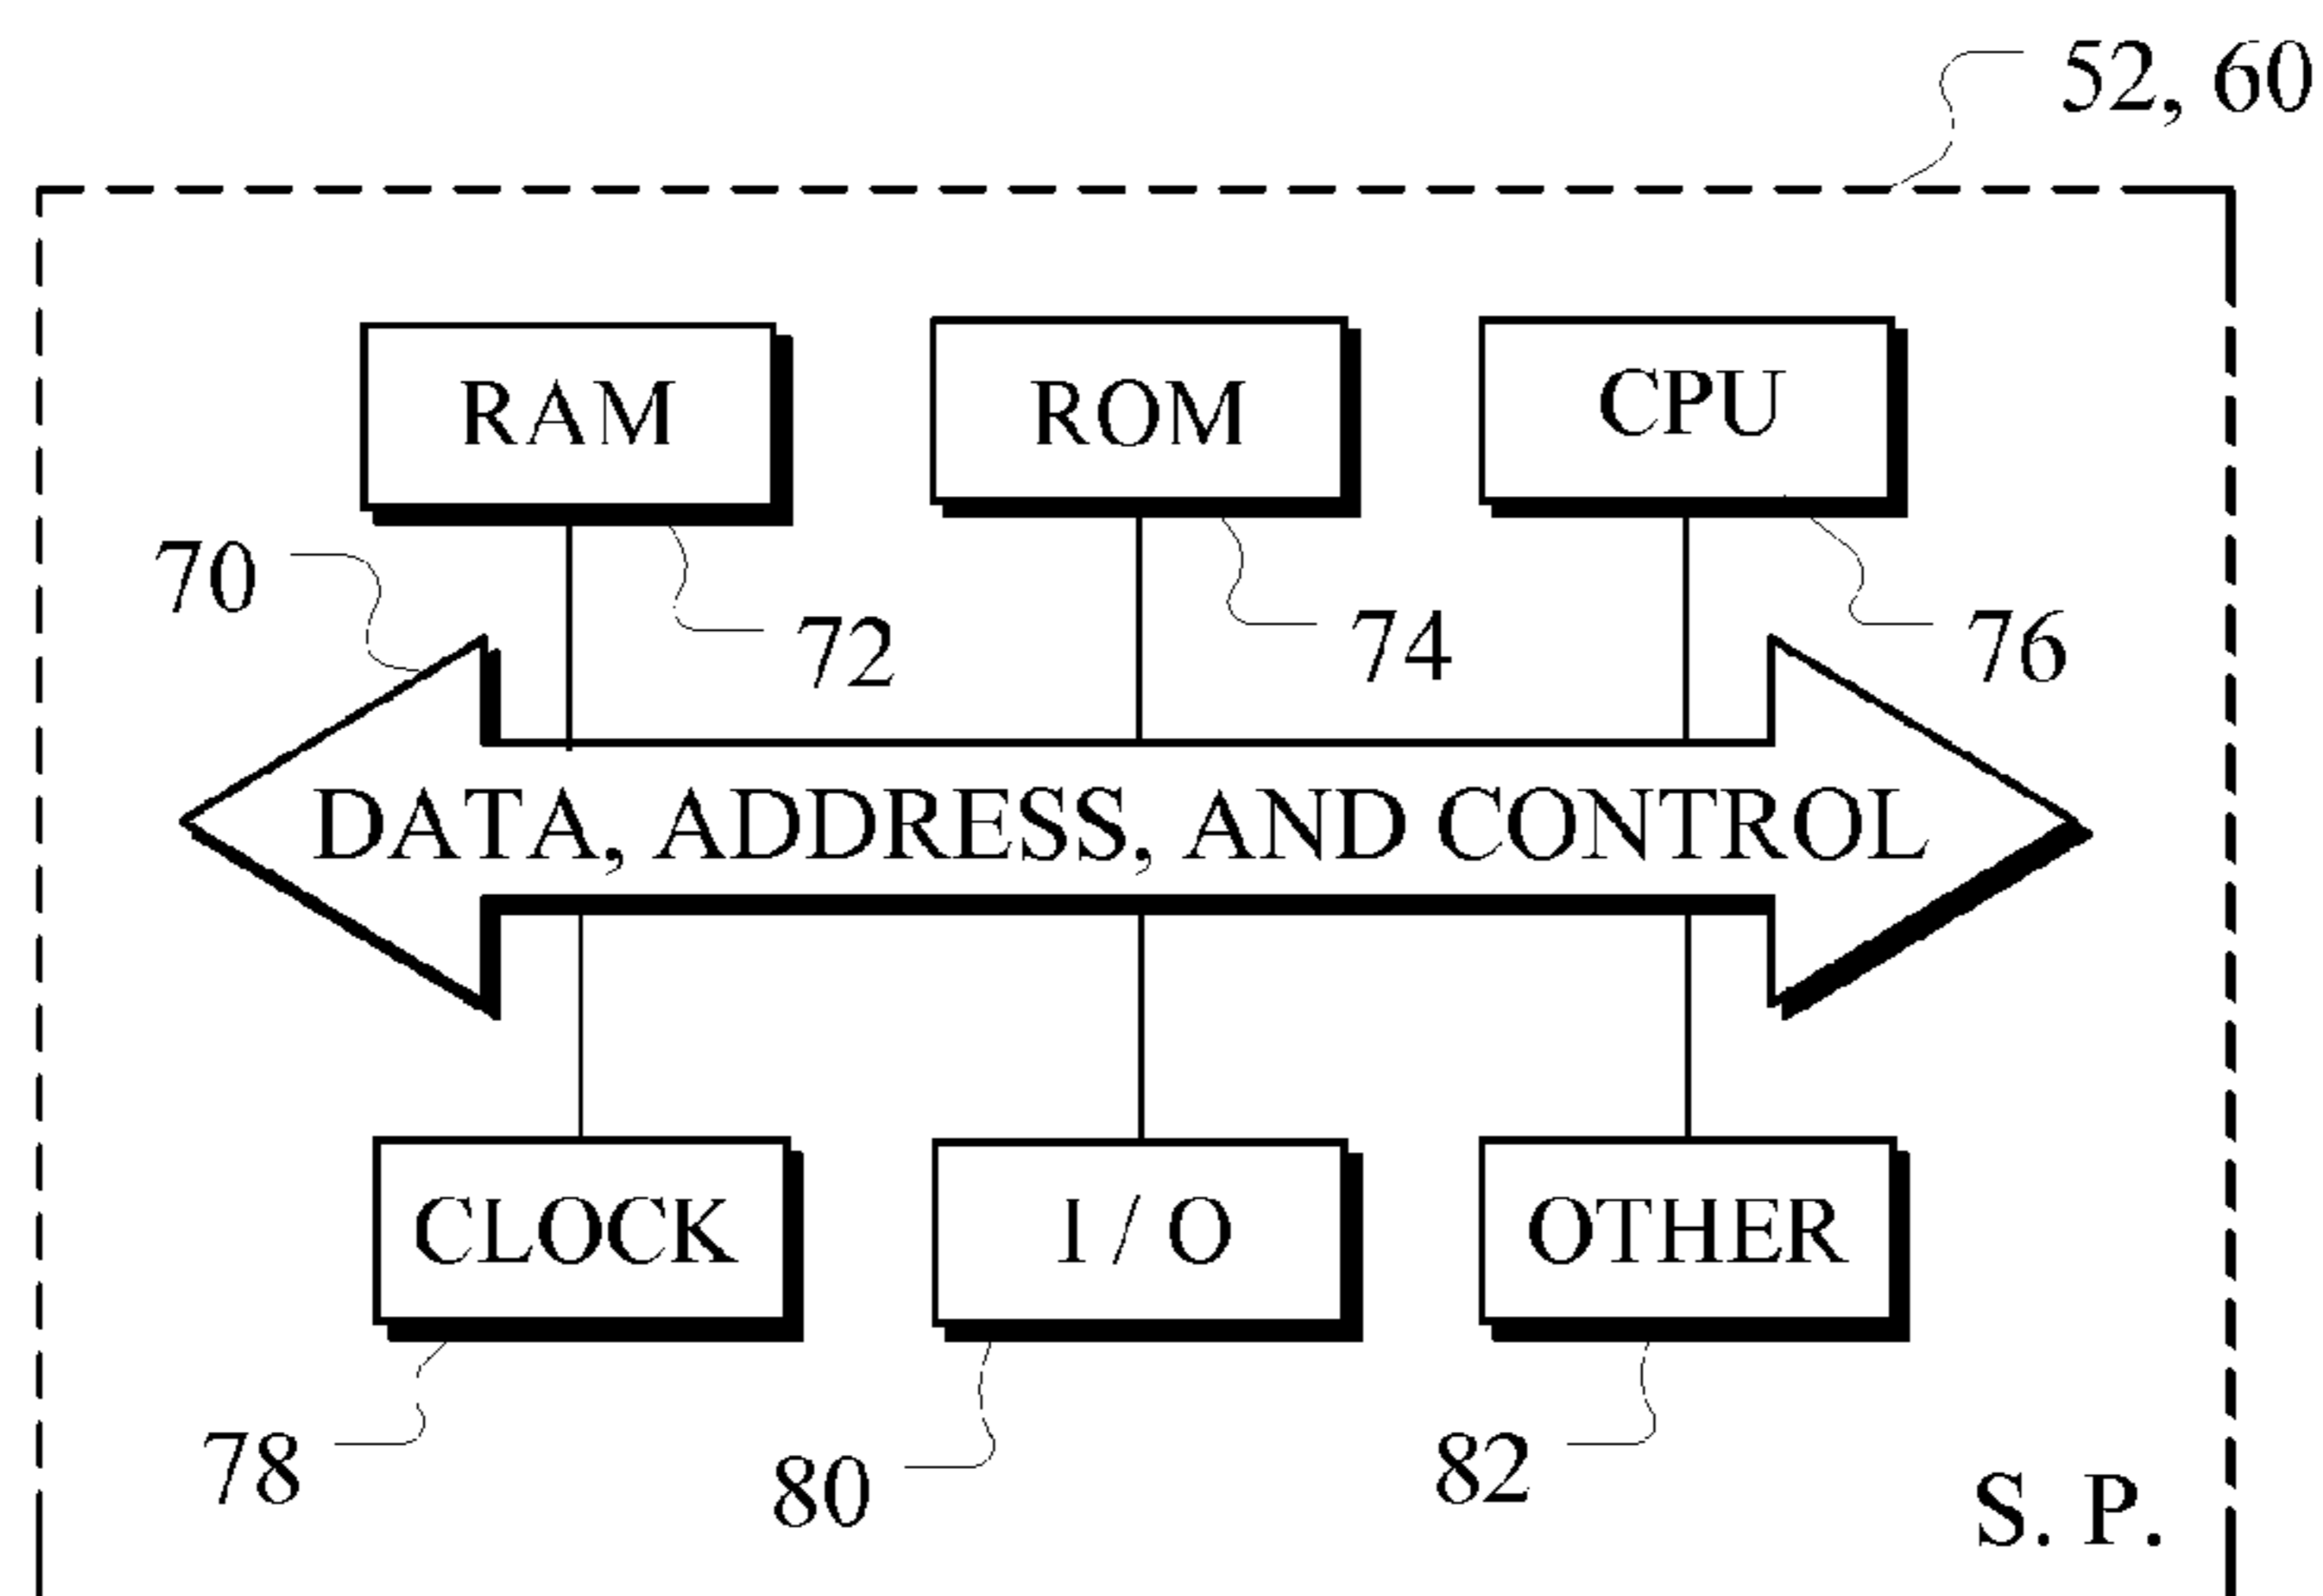 52, 60
RAM
ROM
CPU
70
72
74
76
DATA, ADDRESS, AND CONTROL
CLOCK
I / O
OTHER
78
80
82
S. P.